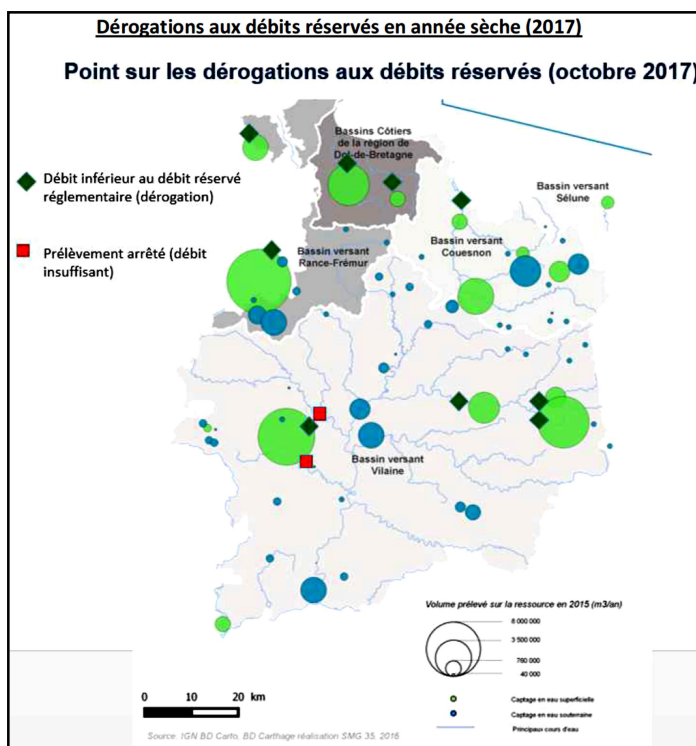 Dérogations aux débits réservés en année sèche (2017)
Point sur les dérogations aux débits réservés (octobre 2017)
Débit inférieur au débit réservé
réglementaire (dérogation)
Prélèvement arrêté (débit
insuffisant)
Bassins Côtiers
de la région de
Dol-de-Bretagne
Bassin versant
Sélune
Bassin versant
Rance-Frémur
Bassin versant
Couesnon
Bassin versant
Vilaine
Volume prélevé sur la ressource en 2015 (m3/an)
8 000 000
3 500 000
760 000
40 000
0 10 20 km
Captage en eau superficielle
Captage en eau souterraine
Principaux cours d'eau
Source: IGN BD Carto, BD Carthage réalisation SMG 35, 2016